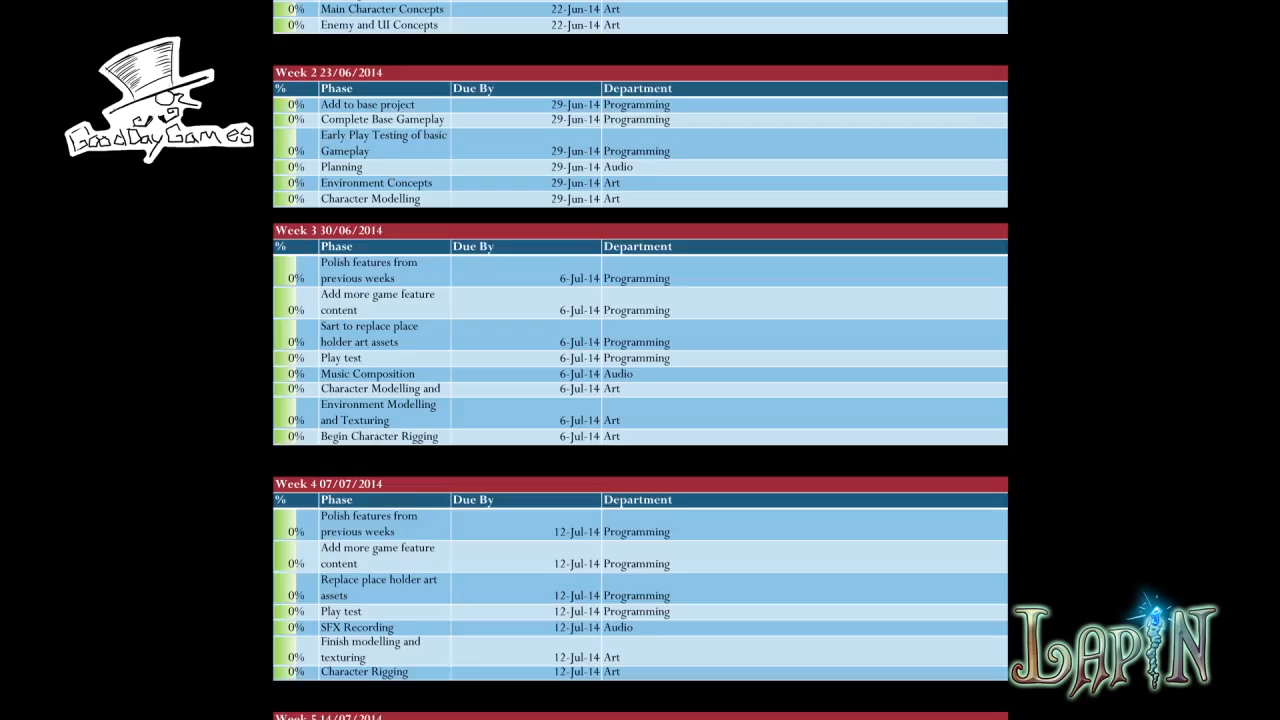 0% Main Character Concepts 22-Jun-14 Art
0% Enemy and UI Concepts 22-Jun-14 Art
GoodDayGames
Week 2 23/06/2014
% Phase Due By Department
0% Add to base project 29-Jun-14 Programming
0% Complete Base Gameplay 29-Jun-14 Programming
Early Play Testing of basic
0% Gameplay 29-Jun-14 Programming
0% Planning 29-Jun-14 Audio
0% Environment Concepts 29-Jun-14 Art
0% Character Modelling 29-Jun-14 Art
Week 3 30/06/2014
% Phase Due By Department
Polish features from
0% previous weeks 6-Jul-14 Programming
Add more game feature
0% content 6-Jul-14 Programming
Sart to replace place
0% holder art assets 6-Jul-14 Programming
0% Play test 6-Jul-14 Programming
0% Music Composition 6-Jul-14 Audio
0% Character Modelling and 6-Jul-14 Art
Environment Modelling
0% and Texturing 6-Jul-14 Art
0% Begin Character Rigging 6-Jul-14 Art
Week 4 07/07/2014
% Phase Due By Department
Polish features from
0% previous weeks 12-Jul-14 Programming
Add more game feature
0% content 12-Jul-14 Programming
Replace place holder art
0% assets 12-Jul-14 Programming
0% Play test 12-Jul-14 Programming
0% SFX Recording 12-Jul-14 Audio
Finish modelling and
0% texturing 12-Jul-14 Art
0% Character Rigging 12-Jul-14 Art
LAPIN
Week 5 14/07/2014